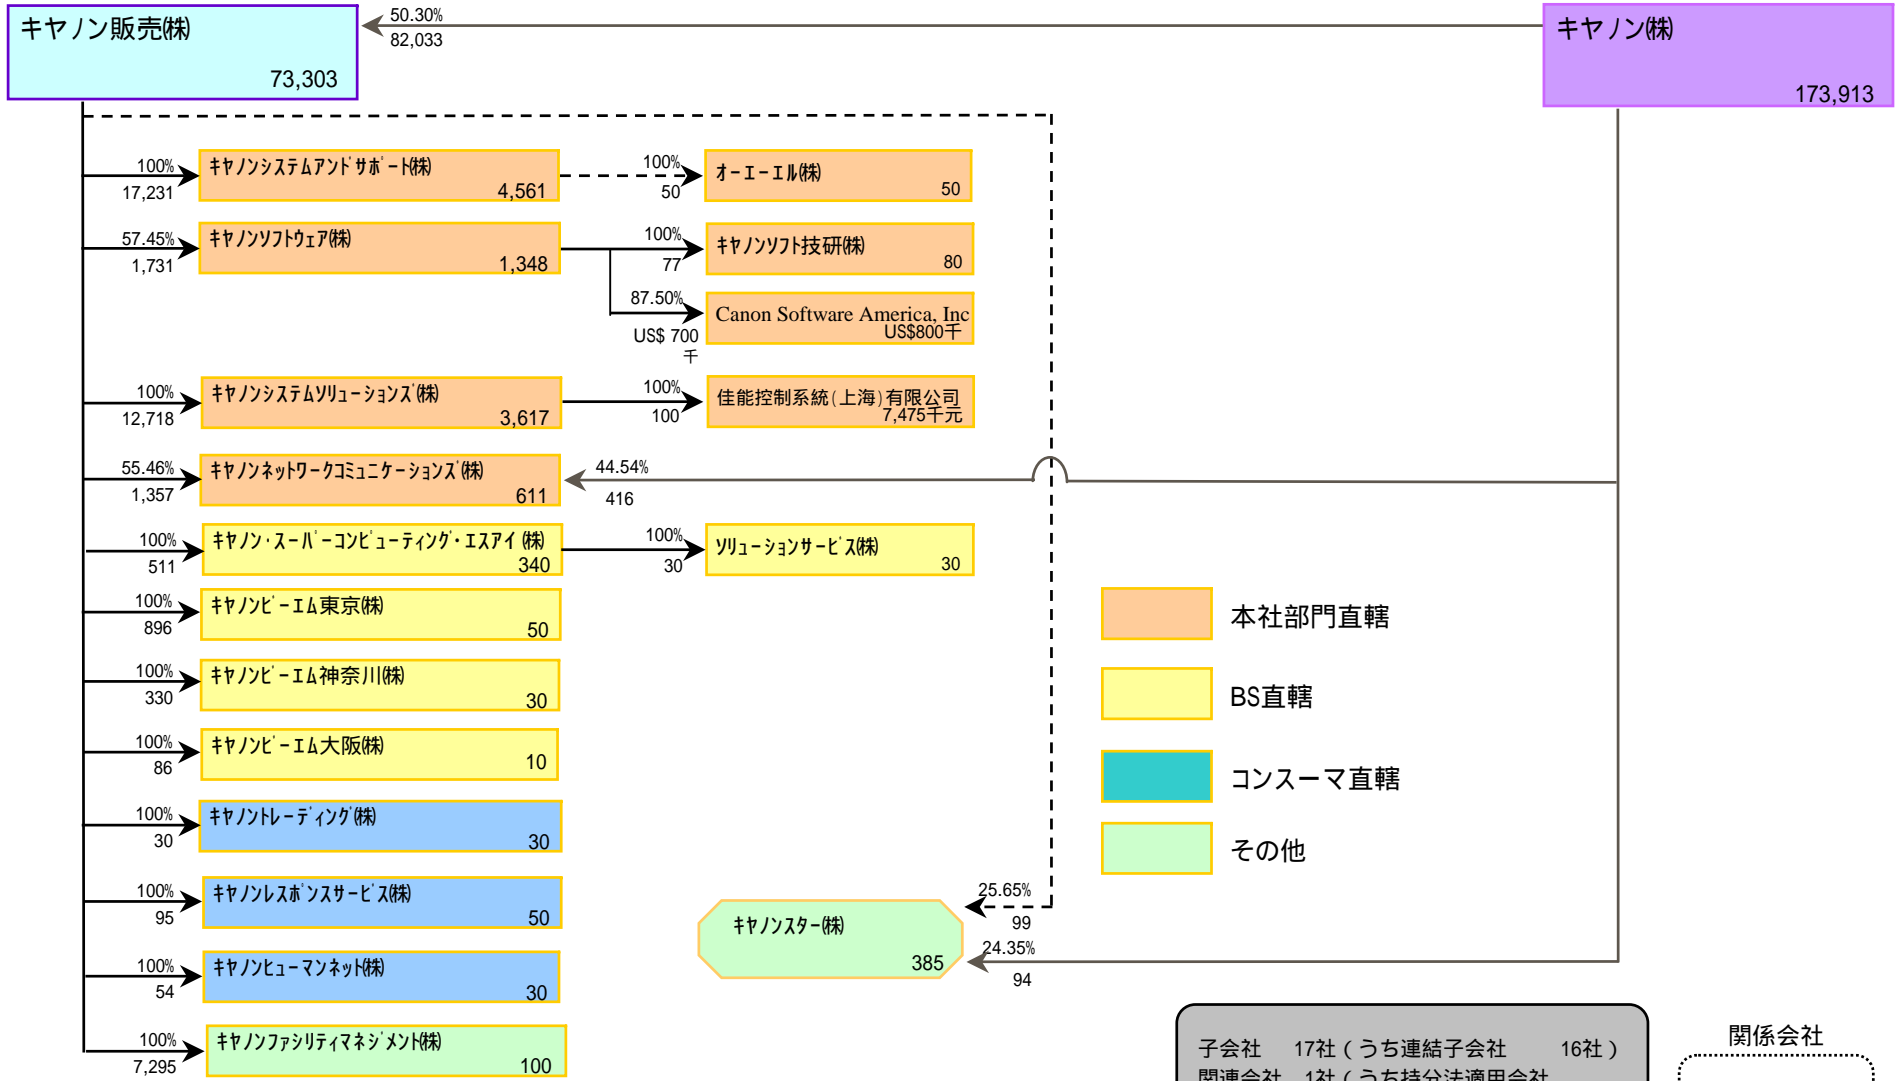 キヤノン販売㈱
73,303
50.30%
82,033
キヤノン㈱
173,913
100%
17,231
キヤノンシステムアンドサポート㈱
4,561
100%
50
オーエーエル㈱
50
57.45%
1,731
キヤノンソフトウェア㈱
1,348
100%
77
キヤノンソフト技研㈱
80
87.50%
US$ 700
千
Canon Software America, Inc
US$800千
100%
12,718
キヤノンシステムソリューションズ㈱
3,617
100%
100
佳能控制系統(上海)有限公司
7,475千元
55.46%
1,357
キヤノンネットワークコミュニケーションズ㈱
611
44.54%
416
100%
511
キヤノン・スーパーコンピューティング・エスアイ㈱
340
100%
30
ソリューションサービス㈱
30
100%
896
キヤノンビーエム東京㈱
50
100%
330
キヤノンビーエム神奈川㈱
30
100%
86
キヤノンビーエム大阪㈱
10
100%
30
キヤノントレーディング㈱
30
100%
95
キヤノンレスポンスサービス㈱
50
100%
54
キヤノンヒューマンネット㈱
30
100%
7,295
キヤノンファシリティマネジメント㈱
100
キヤノンスター㈱
385
25.65%
99
24.35%
94
本社部門直轄
BS直轄
コンスーマ直轄
その他
子会社 17社(うち連結子会社 16社)
関連会社 1社(うち持分法適用会社
関係会社